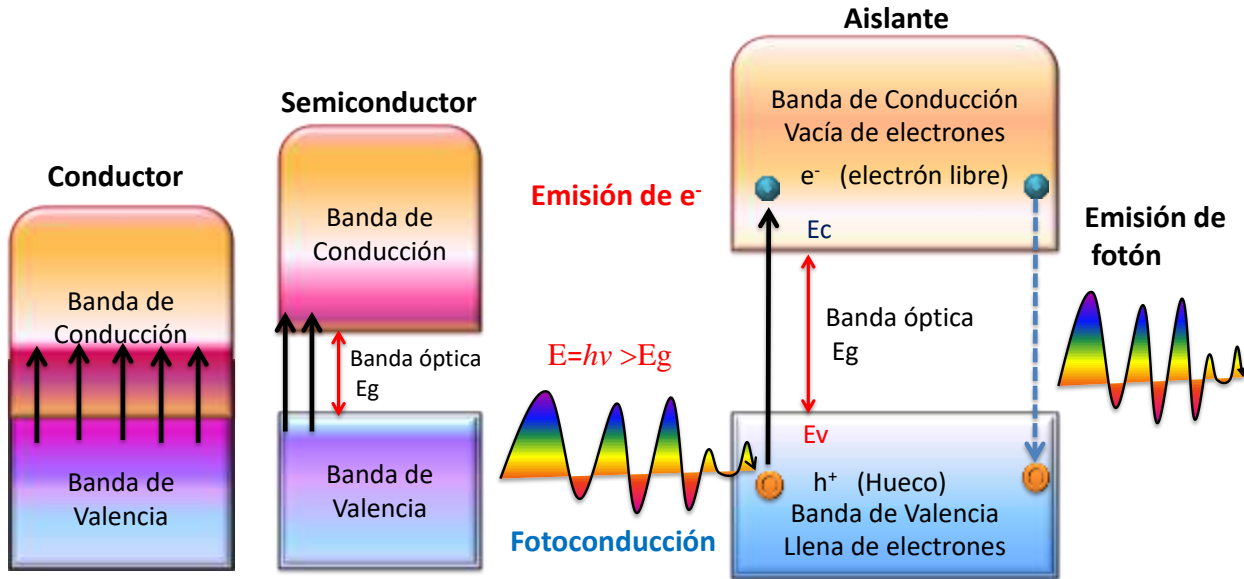 Conductor
Banda de
Conducción
Banda de
Valencia
Semiconductor
Banda de
Conducción
Banda óptica
Eg
Banda de
Valencia
Emisión de e⁻
E=hν >Eg
Fotoconducción
Aislante
Banda de Conducción
Vacía de electrones
e⁻ (electrón libre)
Ec
Banda óptica
Eg
Ev
h⁺ (Hueco)
Banda de Valencia
Llena de electrones
Emisión de
fotón